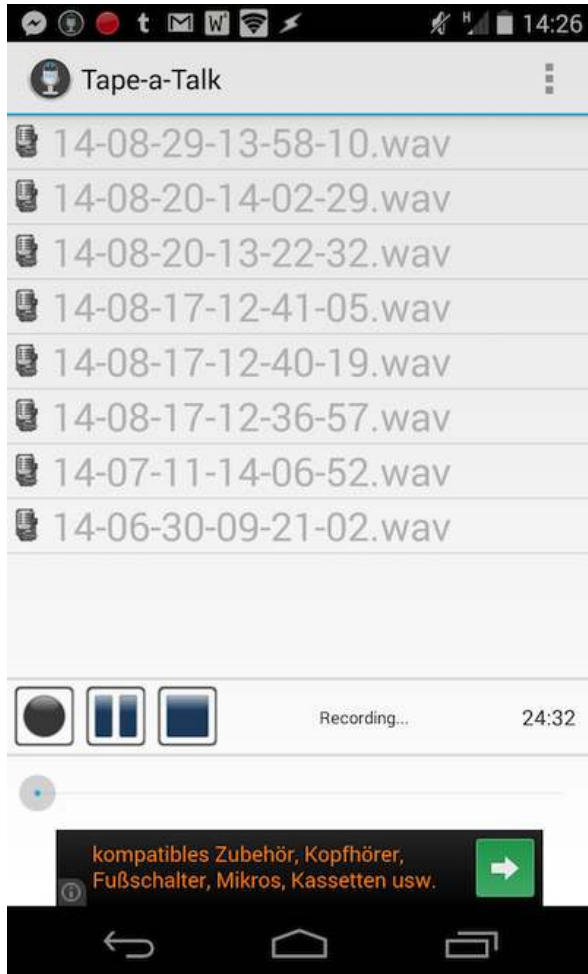 t M W H 14:26
Tape-a-Talk
14-08-29-13-58-10.wav
14-08-20-14-02-29.wav
14-08-20-13-22-32.wav
14-08-17-12-41-05.wav
14-08-17-12-40-19.wav
14-08-17-12-36-57.wav
14-07-11-14-06-52.wav
14-06-30-09-21-02.wav
Recording... 24:32
kompatibles Zubehör, Kopfhörer,
Fußschalter, Mikros, Kassetten usw.